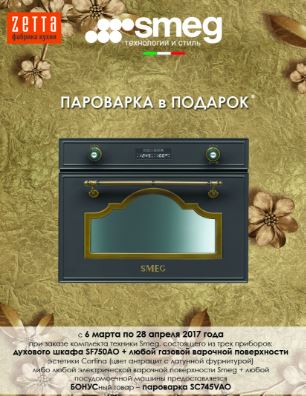 zetta
фабрика кухни
smeg
технологий и стиль
ПАРОВАРКА в ПОДАРОК*
SMEG
с 6 марта по 28 апреля 2017 года
при заказе комплекта техники Smeg, состоящего из трех приборов:
духового шкафа SF750AO + любой газовой варочной поверхности
эстетики Cortina (цвет антрацит с латунной фурнитурой)
либо любой электрической варочной поверхности Smeg + любой
посудомоечной машины предоставляется
БОНУСный товар – пароварка SC745VAO